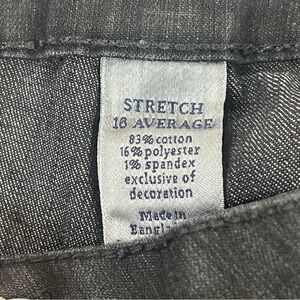 STRETCH
16 AVERAGE
83% cotton
16% polyester
1% spandex
exclusive of
decoration
Made in